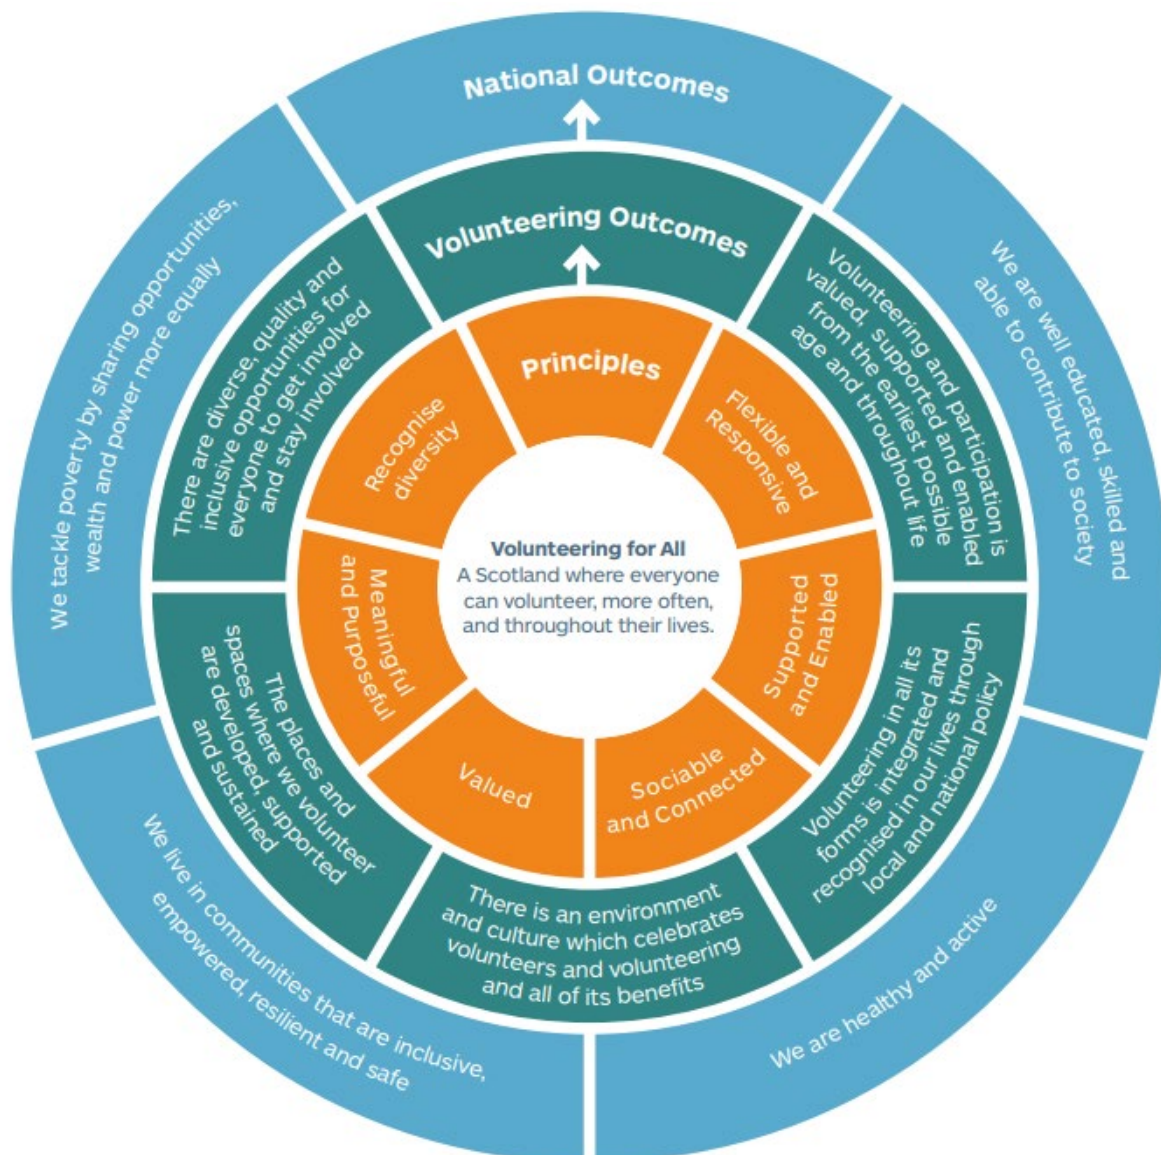 National Outcomes
We are well educated, skilled and
able to contribute to society
We are healthy and active
We live in communities that are inclusive,
empowered, resilient and safe
We tackle poverty by sharing opportunities,
wealth and power more equally
Volunteering Outcomes
Volunteering and participation is
valued, supported and enabled
from the earliest possible
age and throughout life
Volunteering in all its
forms is integrated and
recognised in our lives through
local and national policy
There is an environment
and culture which celebrates
volunteers and volunteering
and all of its benefits
The places and
spaces where we volunteer
are developed, supported
and sustained
There are diverse, quality and
inclusive opportunities for
everyone to get involved
and stay involved
Principles
Flexible and
Responsive
Supported
and Enabled
Sociable
and Connected
Valued
Meaningful
and Purposeful
Recognise
diversity
Volunteering for All
A Scotland where everyone
can volunteer, more often,
and throughout their lives.